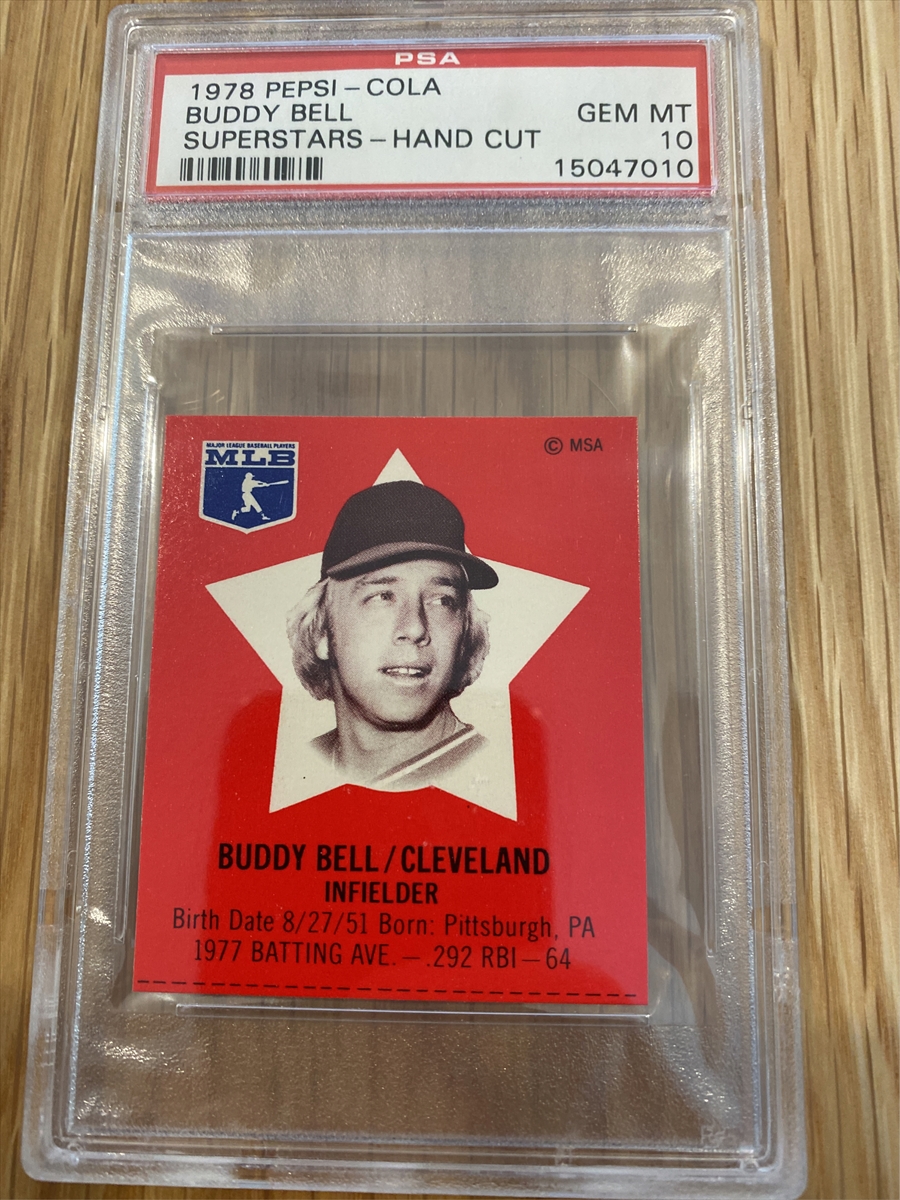 PSA
1978 PEPSI-COLA
BUDDY BELL GEM MT
SUPERSTARS-HAND CUT 10
15047010
MAJOR LEAGUE BASEBALL PLAYERS
MLB
© MSA
BUDDY BELL/CLEVELAND
INFIELDER
Birth Date 8/27/51 Born: Pittsburgh, PA
1977 BATTING AVE. — .292 RBI — 64